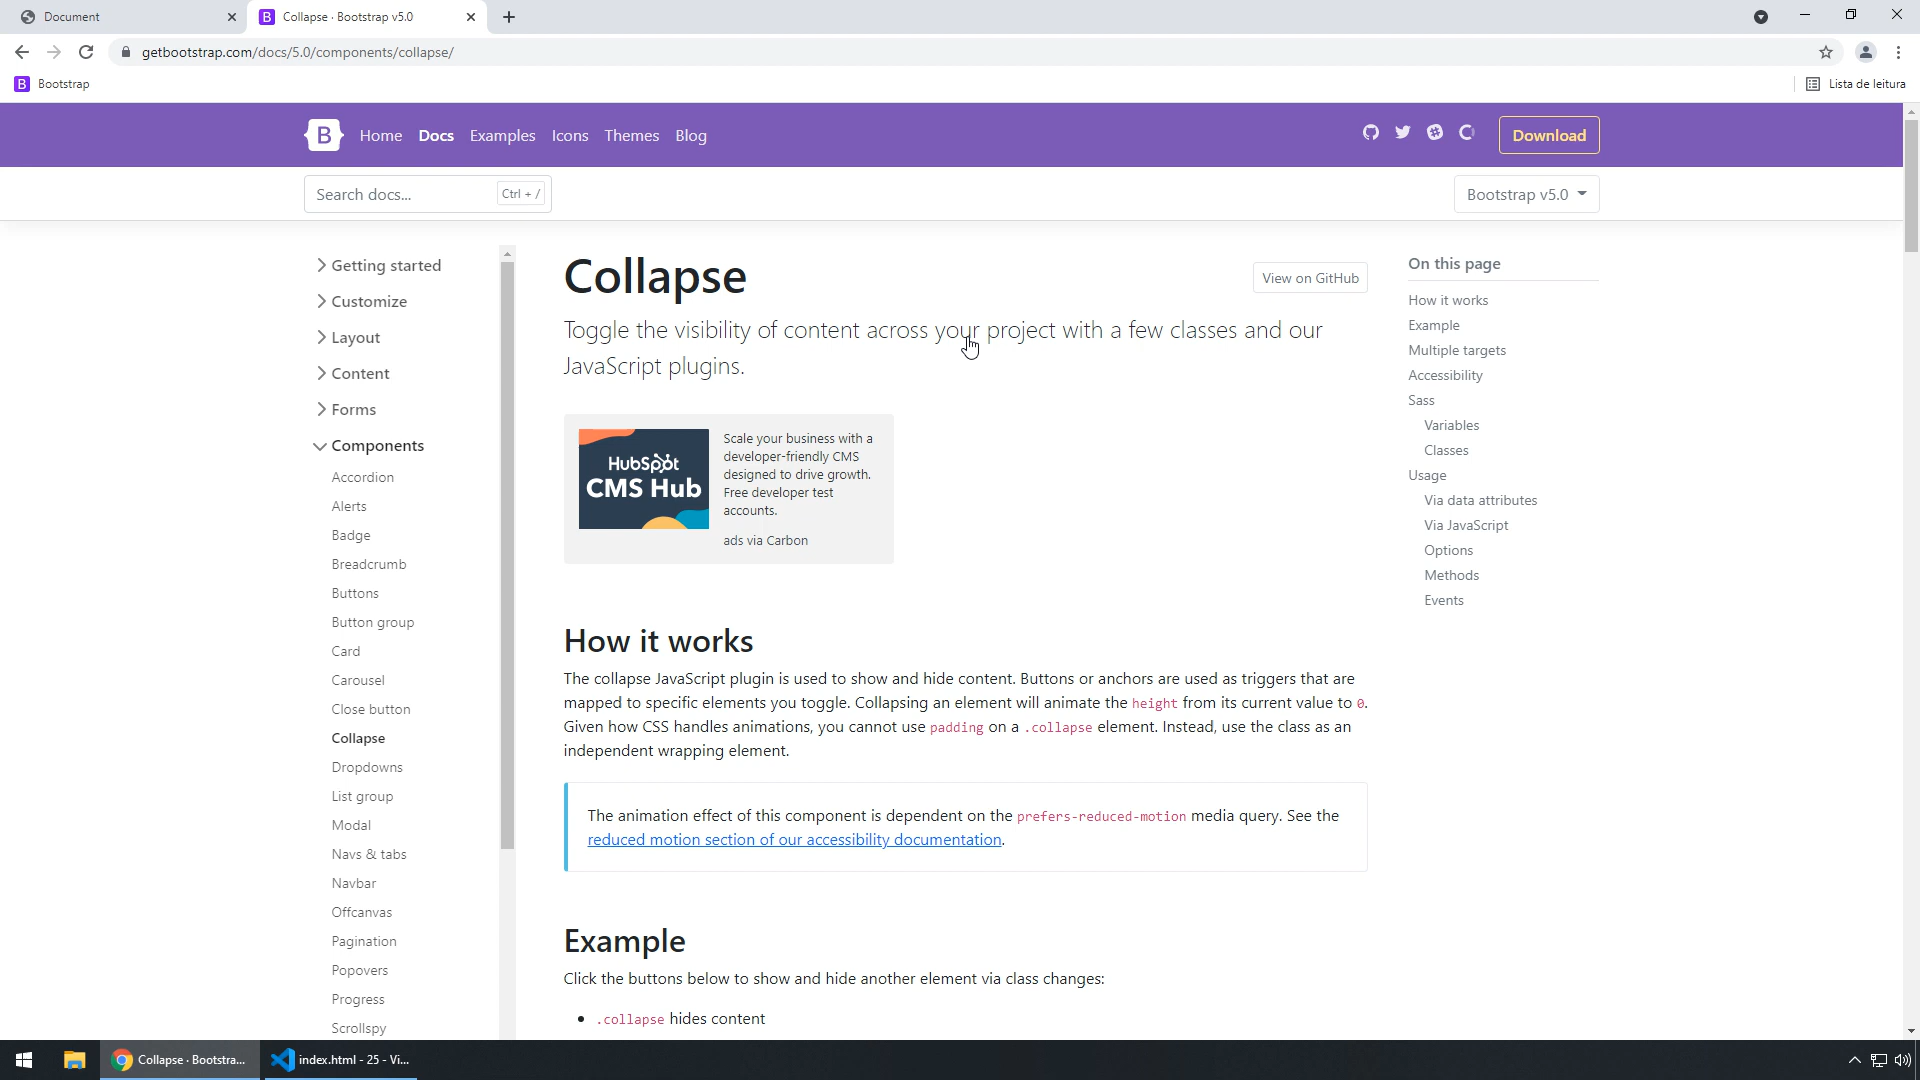 Document
Collapse · Bootstrap v5.0
getbootstrap.com/docs/5.0/components/collapse/
Bootstrap
Lista de leitura
B
Home
Docs
Examples
Icons
Themes
Blog
Download
Search docs...
Ctrl + /
Bootstrap v5.0
Getting started
Customize
Layout
Content
Forms
Components
Accordion
Alerts
Badge
Breadcrumb
Buttons
Button group
Card
Carousel
Close button
Collapse
Dropdowns
List group
Modal
Navs & tabs
Navbar
Offcanvas
Pagination
Popovers
Progress
Scrollspy
Collapse
View on GitHub
Toggle the visibility of content across your project with a few classes and our
JavaScript plugins.
HubSpot
CMS Hub
Scale your business with a
developer-friendly CMS
designed to drive growth.
Free developer test
accounts.
ads via Carbon
How it works
The collapse JavaScript plugin is used to show and hide content. Buttons or anchors are used as triggers that are
mapped to specific elements you toggle. Collapsing an element will animate the height from its current value to 0.
Given how CSS handles animations, you cannot use padding on a .collapse element. Instead, use the class as an
independent wrapping element.
The animation effect of this component is dependent on the prefers-reduced-motion media query. See the
reduced motion section of our accessibility documentation.
Example
Click the buttons below to show and hide another element via class changes:
• .collapse hides content
On this page
How it works
Example
Multiple targets
Accessibility
Sass
Variables
Classes
Usage
Via data attributes
Via JavaScript
Options
Methods
Events
Collapse · Bootstra...
index.html - 25 - Vi...